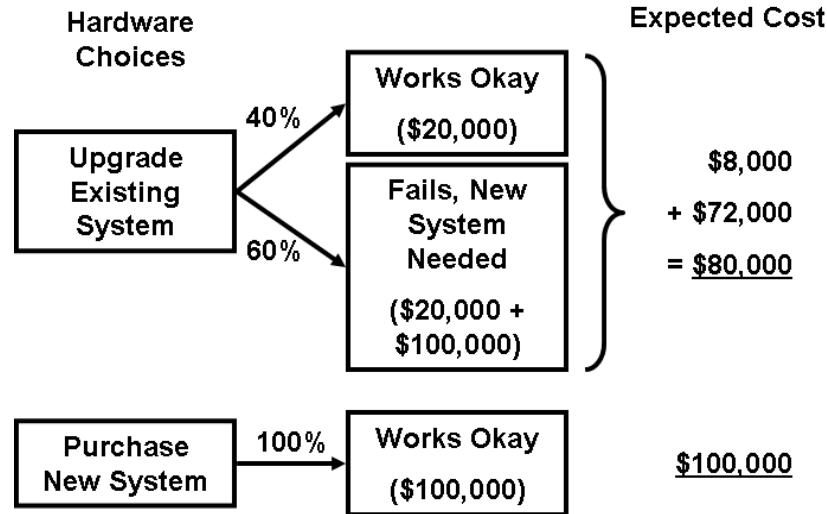 Hardware
Choices
Expected Cost
Upgrade
Existing
System
40%
60%
Works Okay
($20,000)
Fails, New
System
Needed
($20,000 +
$100,000)
$8,000
+ $72,000
= $80,000
Purchase
New System
100%
Works Okay
($100,000)
$100,000